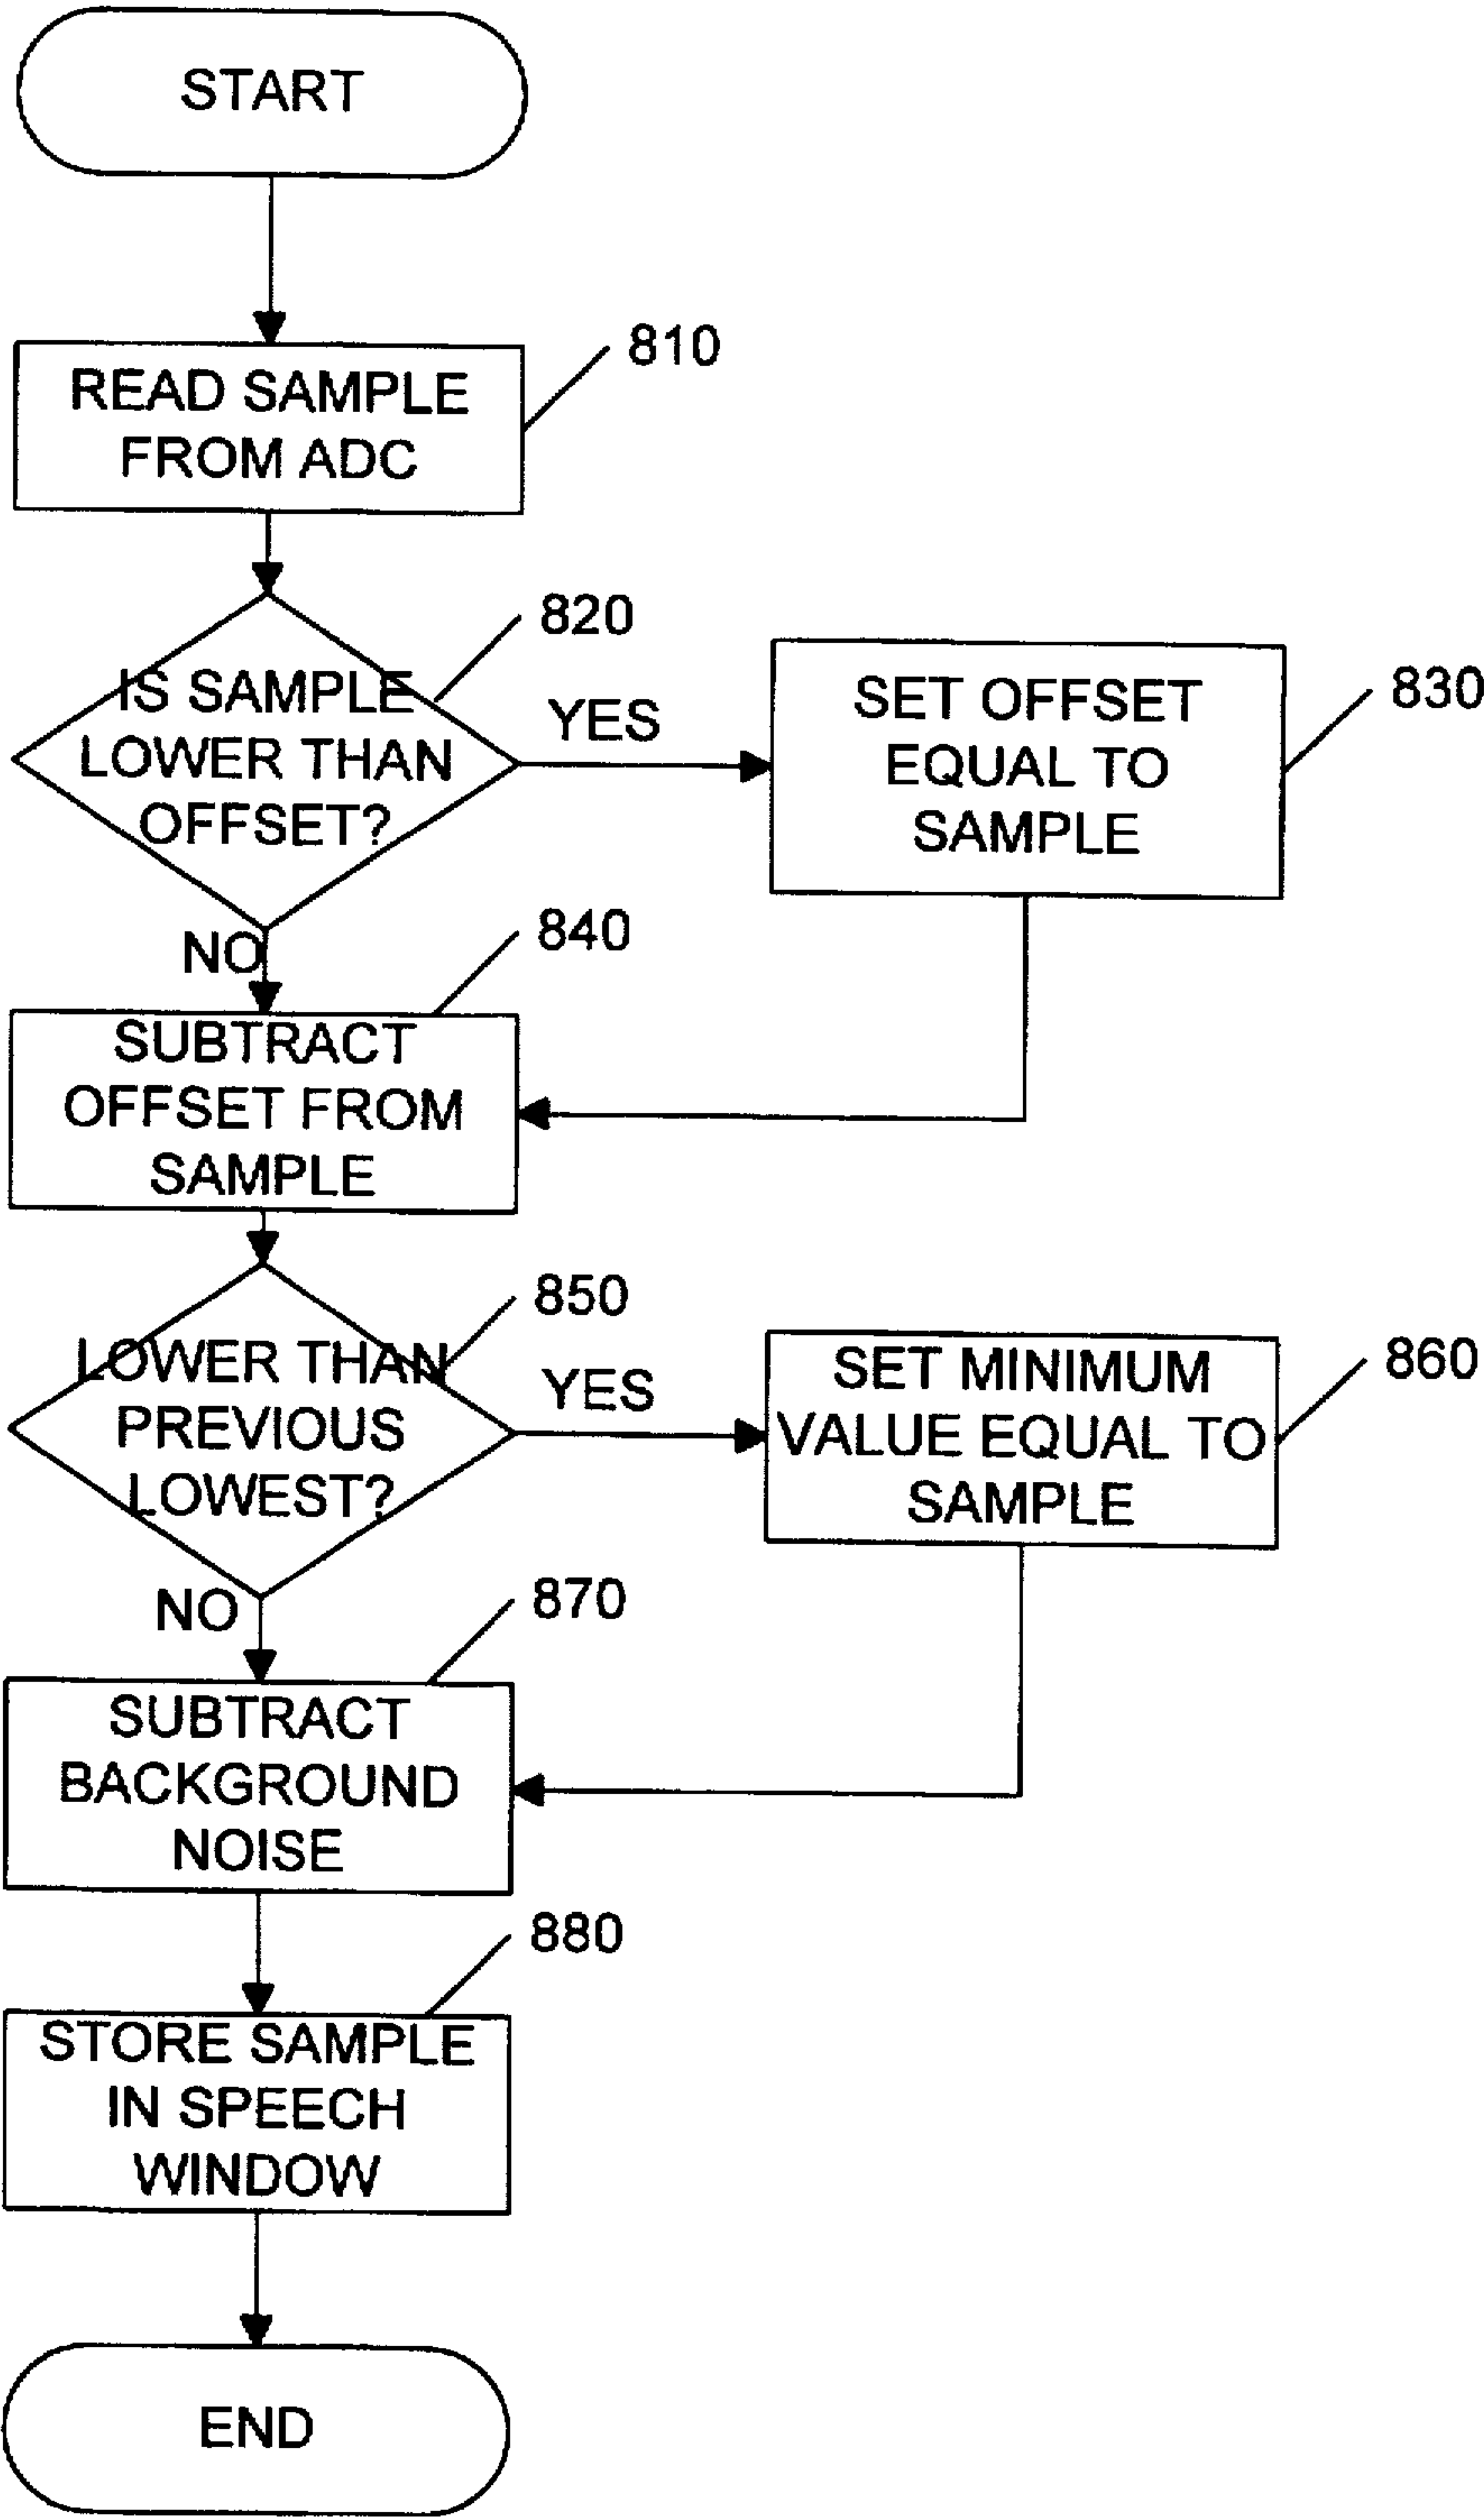 START
810
READ SAMPLE
FROM ADC
820
IS SAMPLE
LOWER THAN
OFFSET?
YES
SET OFFSET
EQUAL TO
SAMPLE
830
NO
840
SUBTRACT
OFFSET FROM
SAMPLE
850
LOWER THAN
PREVIOUS
LOWEST?
YES
SET MINIMUM
VALUE EQUAL TO
SAMPLE
860
NO
870
SUBTRACT
BACKGROUND
NOISE
880
STORE SAMPLE
IN SPEECH
WINDOW
END